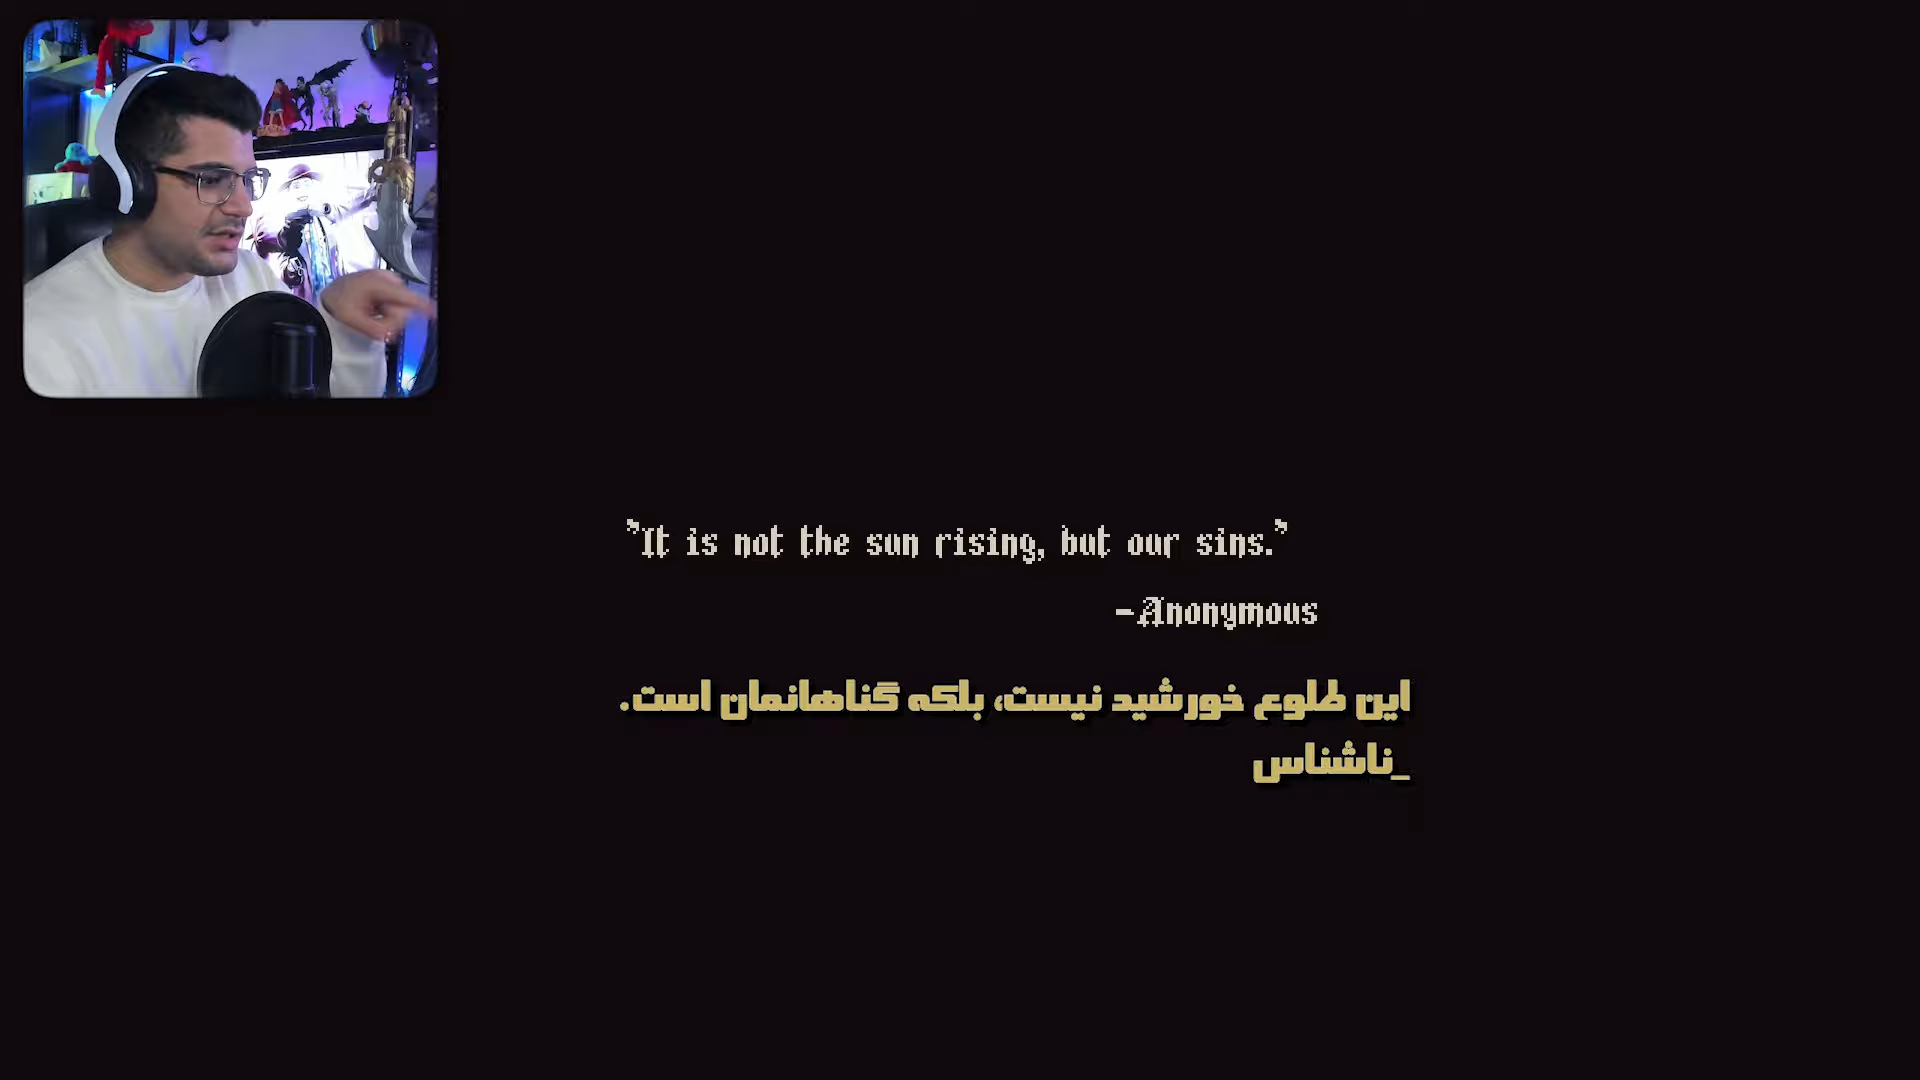 "It is not the sun rising, but our sins."
-Anonymous
این طلوع خورشید نیست، بلکه گناهانمان است.
_ناشناس